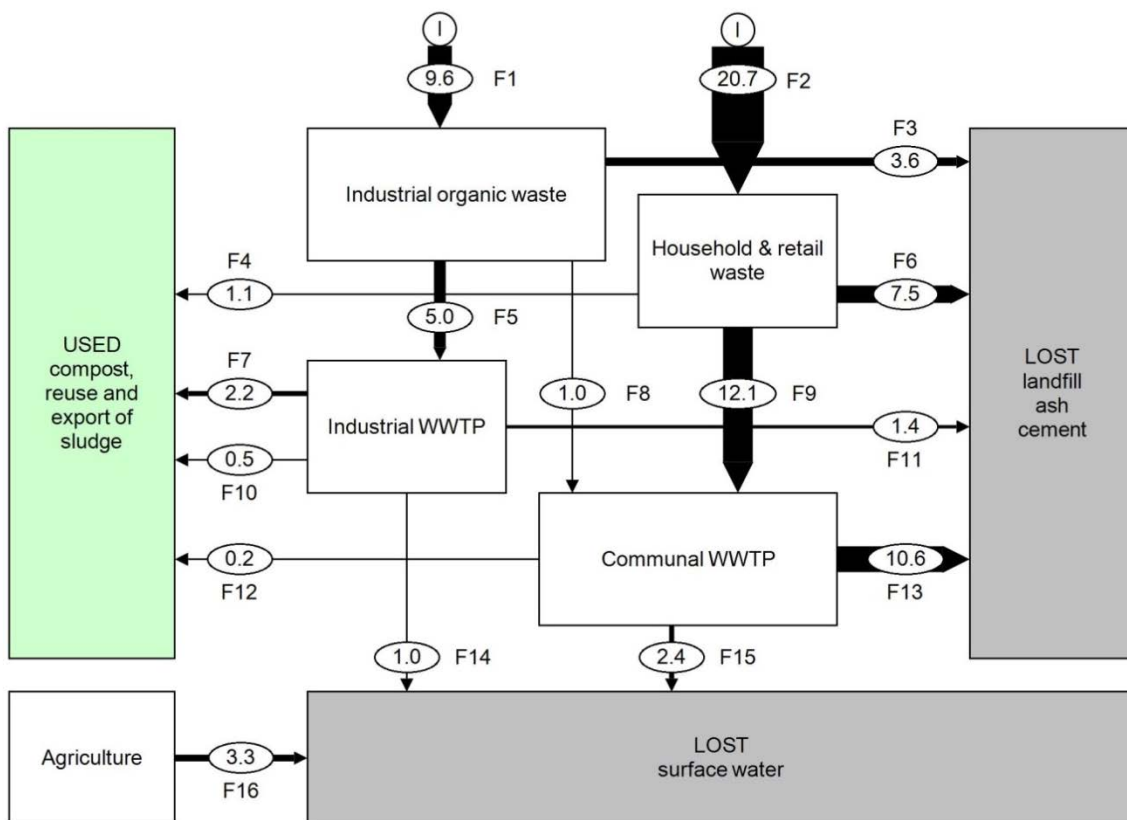 I
I
9.6
F1
20.7
F2
F3
3.6
Industrial organic waste
Household & retail
waste
F4
1.1
F6
7.5
5.0
F5
USED
compost,
reuse and
export of
sludge
LOST
landfill
ash
cement
F7
2.2
Industrial WWTP
1.0
F8
12.1
F9
1.4
F11
0.5
F10
0.2
F12
Communal WWTP
10.6
F13
1.0
F14
2.4
F15
Agriculture
3.3
F16
LOST
surface water